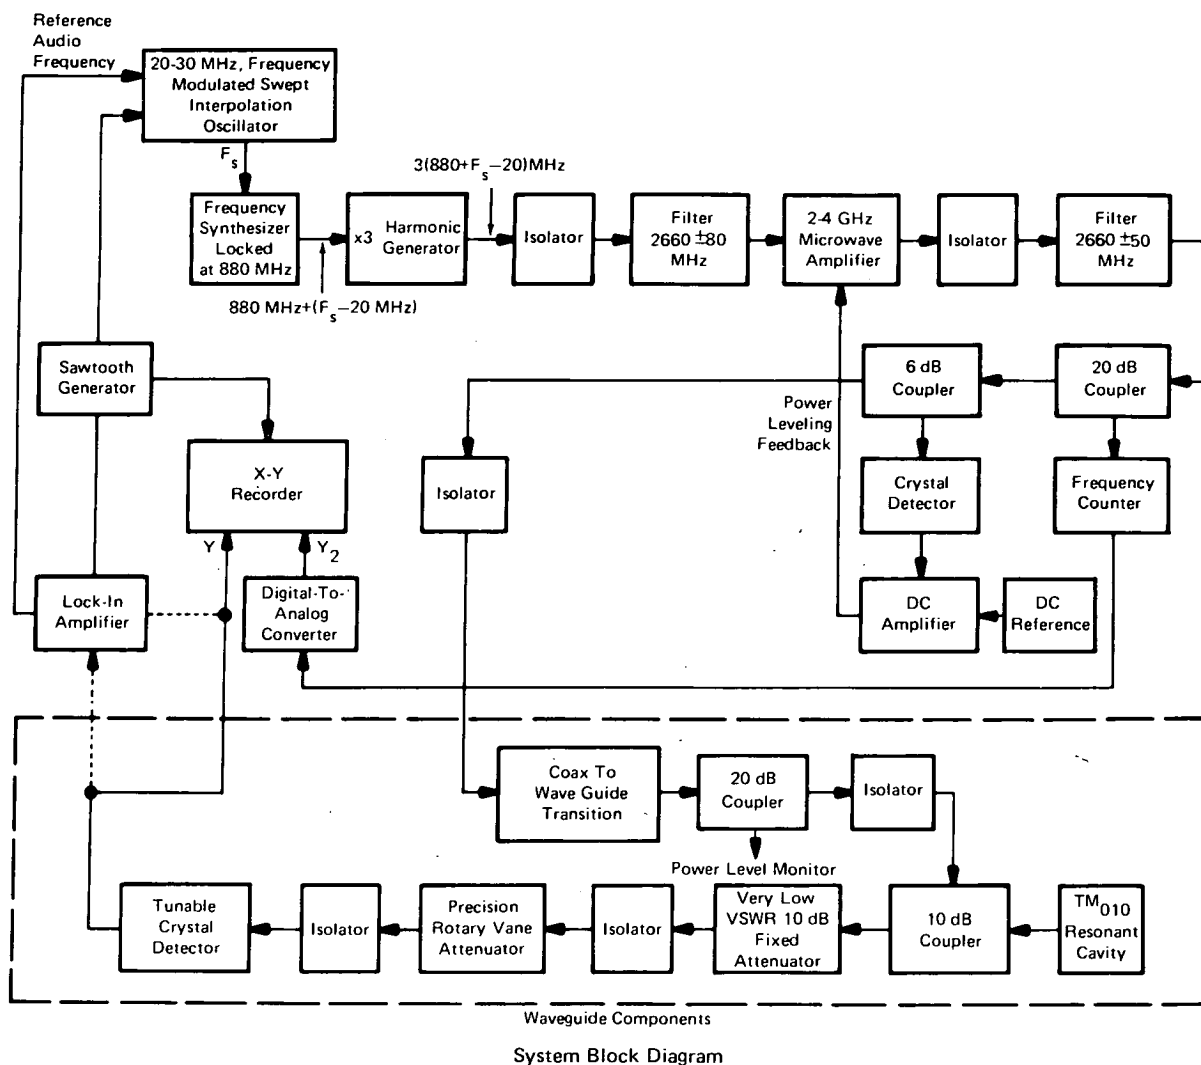 Reference
Audio
Frequency
20-30 MHz, Frequency
Modulated Swept
Interpolation
Oscillator
F_s
3(880+F_s−20)MHz
Frequency
Synthesizer
Locked
at 880 MHz
x3 Harmonic
Generator
Isolator
Filter
2660 ±80
MHz
2-4 GHz
Microwave
Amplifier
Isolator
Filter
2660 ±50
MHz
880 MHz+(F_s−20 MHz)
Sawtooth
Generator
6 dB
Coupler
20 dB
Coupler
Power
Leveling
Feedback
X-Y
Recorder
Isolator
Crystal
Detector
Frequency
Counter
Y
Y_2
Lock-In
Amplifier
Digital-To-
Analog
Converter
DC
Amplifier
DC
Reference
Coax To
Wave Guide
Transition
20 dB
Coupler
Isolator
Power Level Monitor
Tunable
Crystal
Detector
Isolator
Precision
Rotary Vane
Attenuator
Isolator
Very Low
VSWR 10 dB
Fixed
Attenuator
10 dB
Coupler
TM_010
Resonant
Cavity
Waveguide Components
System Block Diagram